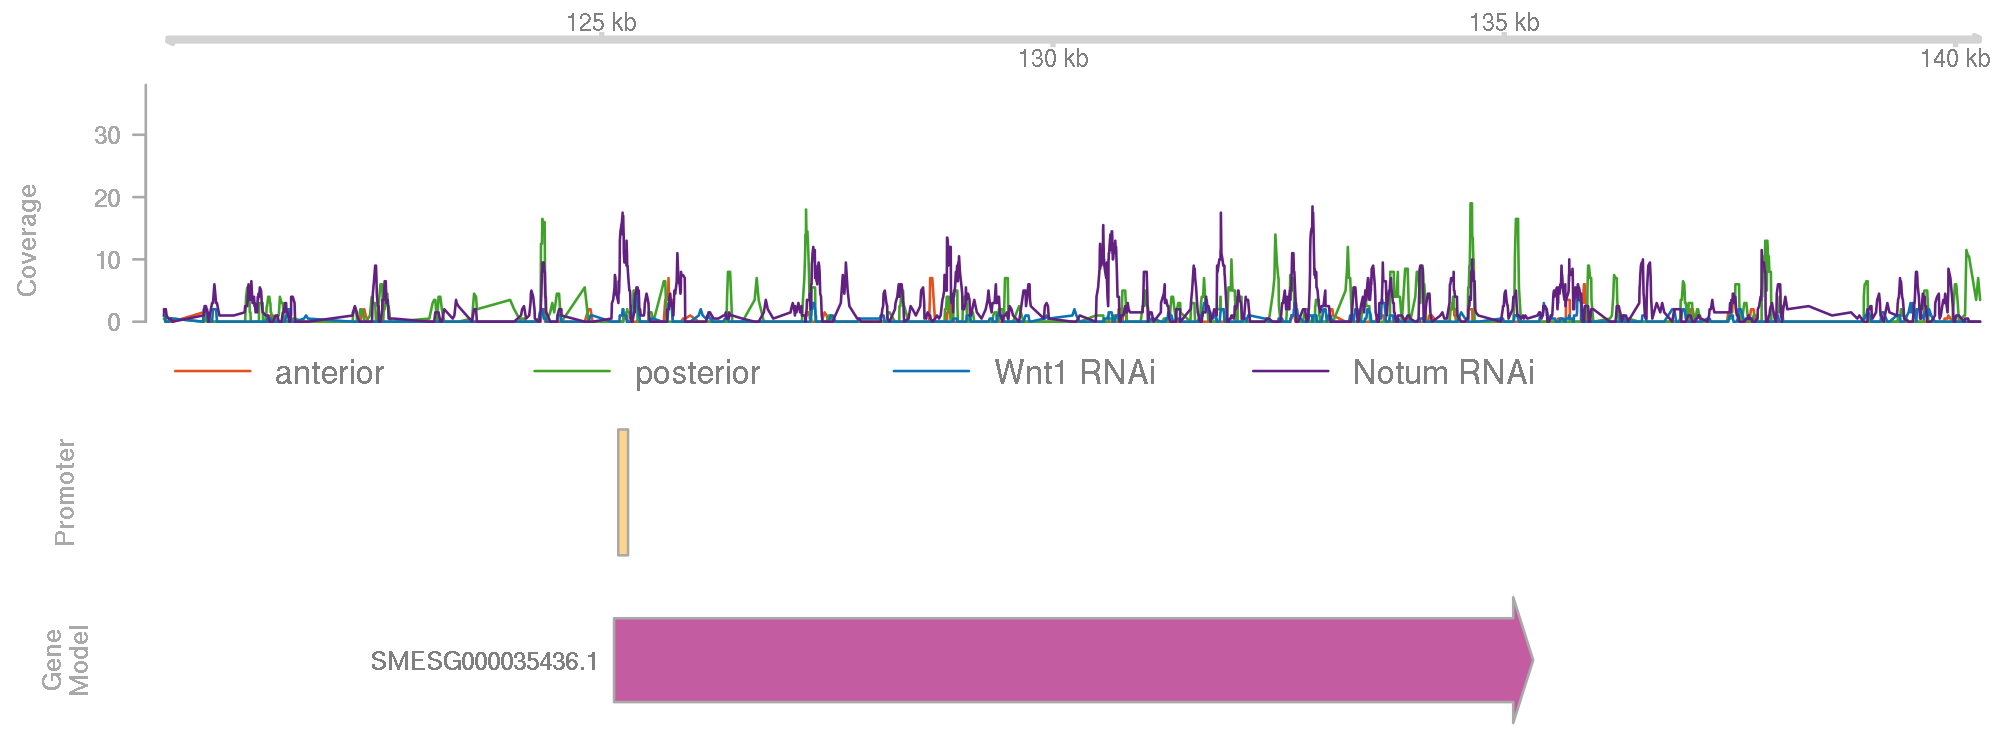 125 kb
135 kb
130 kb
140 kb
Coverage
30
20
10
0
anterior
posterior
Wnt1 RNAi
Notum RNAi
Promoter
Gene
Model
SMESG000035436.1